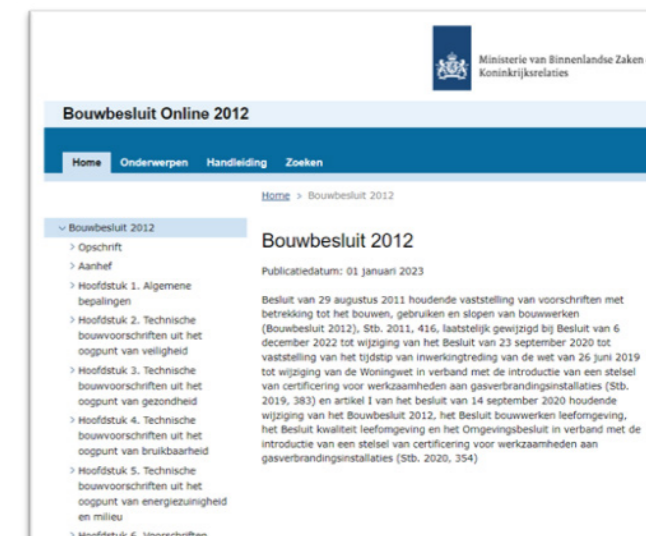 Ministerie van Binnenlandse Zaken
Koninkrijksrelaties
Bouwbesluit Online 2012
Home Onderwerpen Handleiding Zoeken
Home > Bouwbesluit 2012
Bouwbesluit 2012
> Opschrift
> Aanhef
> Hoofdstuk 1. Algemene
bepalingen
> Hoofdstuk 2. Technische
bouwvoorschriften uit het
oogpunt van veiligheid
> Hoofdstuk 3. Technische
bouwvoorschriften uit het
oogpunt van gezondheid
> Hoofdstuk 4. Technische
bouwvoorschriften uit het
oogpunt van bruikbaarheid
> Hoofdstuk 5. Technische
bouwvoorschriften uit het
oogpunt van energiezuinigheid
en milieu
> Hoofdstuk 6. Voorschriften
Bouwbesluit 2012
Publicatiedatum: 01 januari 2023
Besluit van 29 augustus 2011 houdende vaststelling van voorschriften met
betrekking tot het bouwen, gebruiken en slopen van bouwwerken
(Bouwbesluit 2012), Stb. 2011, 416, laatstelijk gewijzigd bij Besluit van 6
december 2022 tot wijziging van het Besluit van 23 september 2020 tot
vaststelling van het tijdstip van inwerkingtreding van de wet van 26 juni 2019
tot wijziging van de Woningwet in verband met de introductie van een stelsel
van certificering voor werkzaamheden aan gasverbrandingsinstallaties (Stb.
2019, 383) en artikel I van het besluit van 14 september 2020 houdende
wijziging van het Bouwbesluit 2012, het Besluit bouwwerken leefomgeving,
het Besluit kwaliteit leefomgeving en het Omgevingsbesluit in verband met de
introductie van een stelsel van certificering voor werkzaamheden aan
gasverbrandingsinstallaties (Stb. 2020, 354)